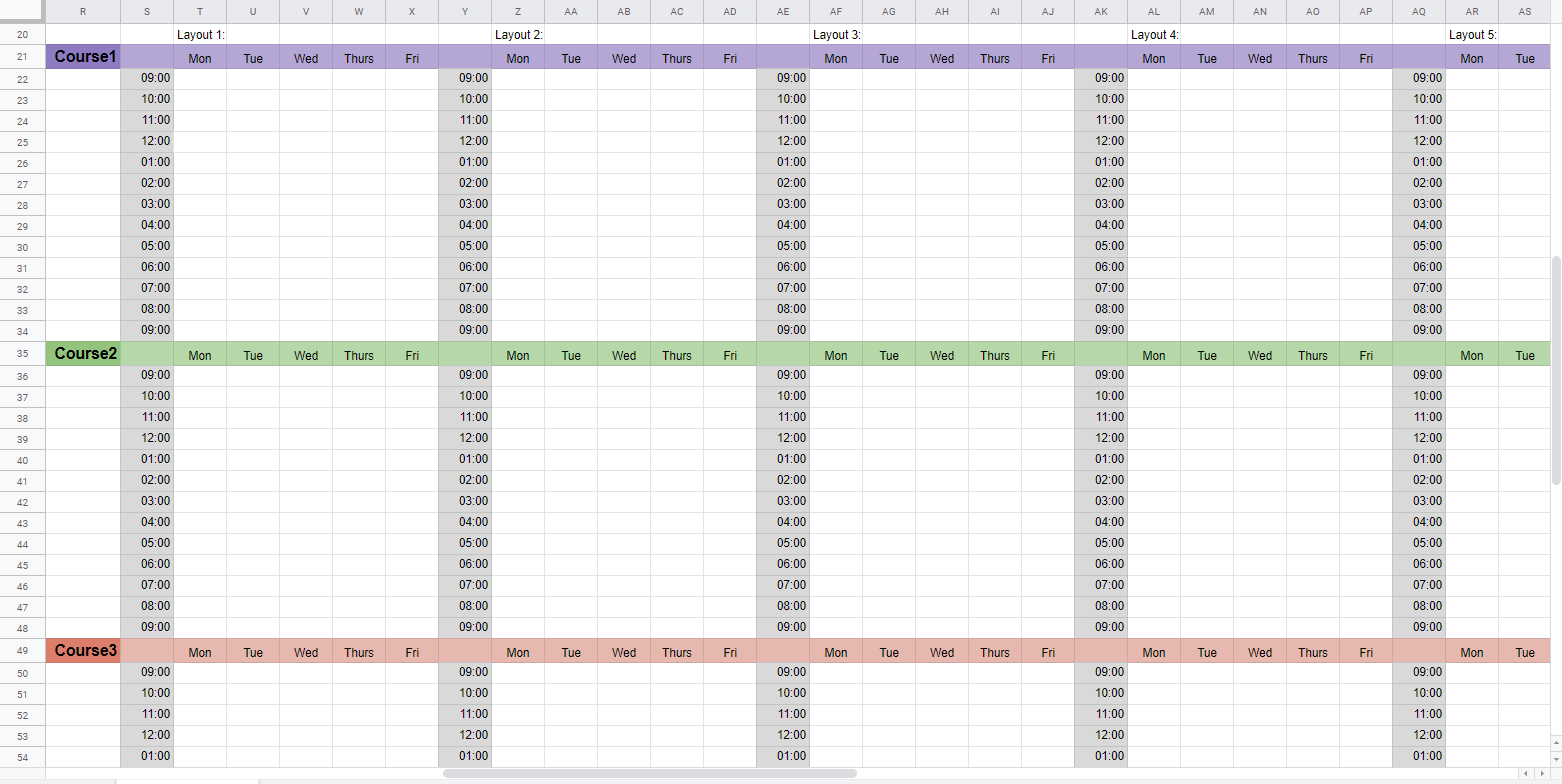 R S T U V W X Y Z AA AB AC AD AE AF AG AH AI AJ AK AL AM AN AO AP AQ AR AS
20 Layout 1: Layout 2: Layout 3: Layout 4: Layout 5:
21 Course1 Mon Tue Wed Thurs Fri Mon Tue Wed Thurs Fri Mon Tue Wed Thurs Fri Mon Tue Wed Thurs Fri Mon Tue
22 09:00 09:00 09:00 09:00 09:00
23 10:00 10:00 10:00 10:00 10:00
24 11:00 11:00 11:00 11:00 11:00
25 12:00 12:00 12:00 12:00 12:00
26 01:00 01:00 01:00 01:00 01:00
27 02:00 02:00 02:00 02:00 02:00
28 03:00 03:00 03:00 03:00 03:00
29 04:00 04:00 04:00 04:00 04:00
30 05:00 05:00 05:00 05:00 05:00
31 06:00 06:00 06:00 06:00 06:00
32 07:00 07:00 07:00 07:00 07:00
33 08:00 08:00 08:00 08:00 08:00
34 09:00 09:00 09:00 09:00 09:00
35 Course2 Mon Tue Wed Thurs Fri Mon Tue Wed Thurs Fri Mon Tue Wed Thurs Fri Mon Tue Wed Thurs Fri Mon Tue
36 09:00 09:00 09:00 09:00 09:00
37 10:00 10:00 10:00 10:00 10:00
38 11:00 11:00 11:00 11:00 11:00
39 12:00 12:00 12:00 12:00 12:00
40 01:00 01:00 01:00 01:00 01:00
41 02:00 02:00 02:00 02:00 02:00
42 03:00 03:00 03:00 03:00 03:00
43 04:00 04:00 04:00 04:00 04:00
44 05:00 05:00 05:00 05:00 05:00
45 06:00 06:00 06:00 06:00 06:00
46 07:00 07:00 07:00 07:00 07:00
47 08:00 08:00 08:00 08:00 08:00
48 09:00 09:00 09:00 09:00 09:00
49 Course3 Mon Tue Wed Thurs Fri Mon Tue Wed Thurs Fri Mon Tue Wed Thurs Fri Mon Tue Wed Thurs Fri Mon Tue
50 09:00 09:00 09:00 09:00 09:00
51 10:00 10:00 10:00 10:00 10:00
52 11:00 11:00 11:00 11:00 11:00
53 12:00 12:00 12:00 12:00 12:00
54 01:00 01:00 01:00 01:00 01:00